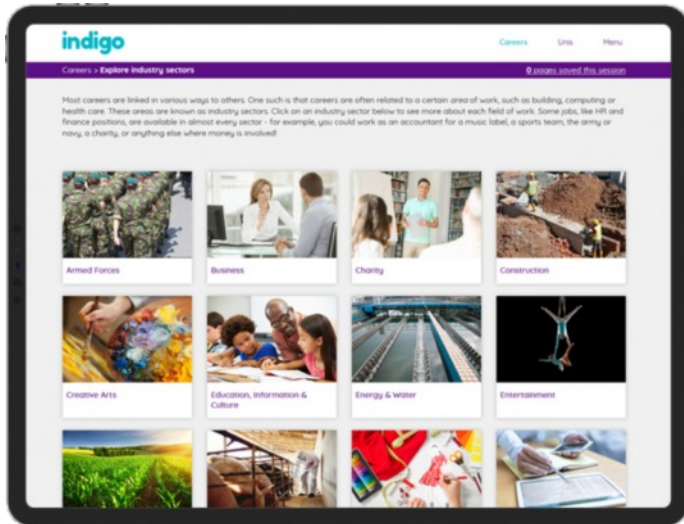 indigo
Careers
Unis
Menu
Careers > Explore industry sectors
0 pages saved this session
Most careers are linked in various ways to others. One such is that careers are often related to a certain area of work, such as building, computing or
health care. These areas are known as industry sectors. Click on an industry sector below to see more about each field of work. Some jobs, like HR and
finance positions, are available in almost every sector - for example, you could work as an accountant for a music label, a sports team, the army or
navy, a charity, or anything else where money is involved!
Armed Forces
Business
Charity
Construction
Creative Arts
Education, Information &
Culture
Energy & Water
Entertainment